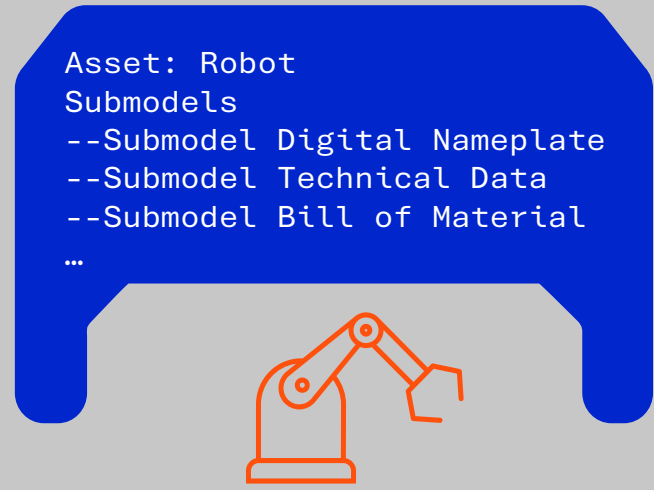 Asset: Robot
Submodels
--Submodel Digital Nameplate
--Submodel Technical Data
--Submodel Bill of Material
…